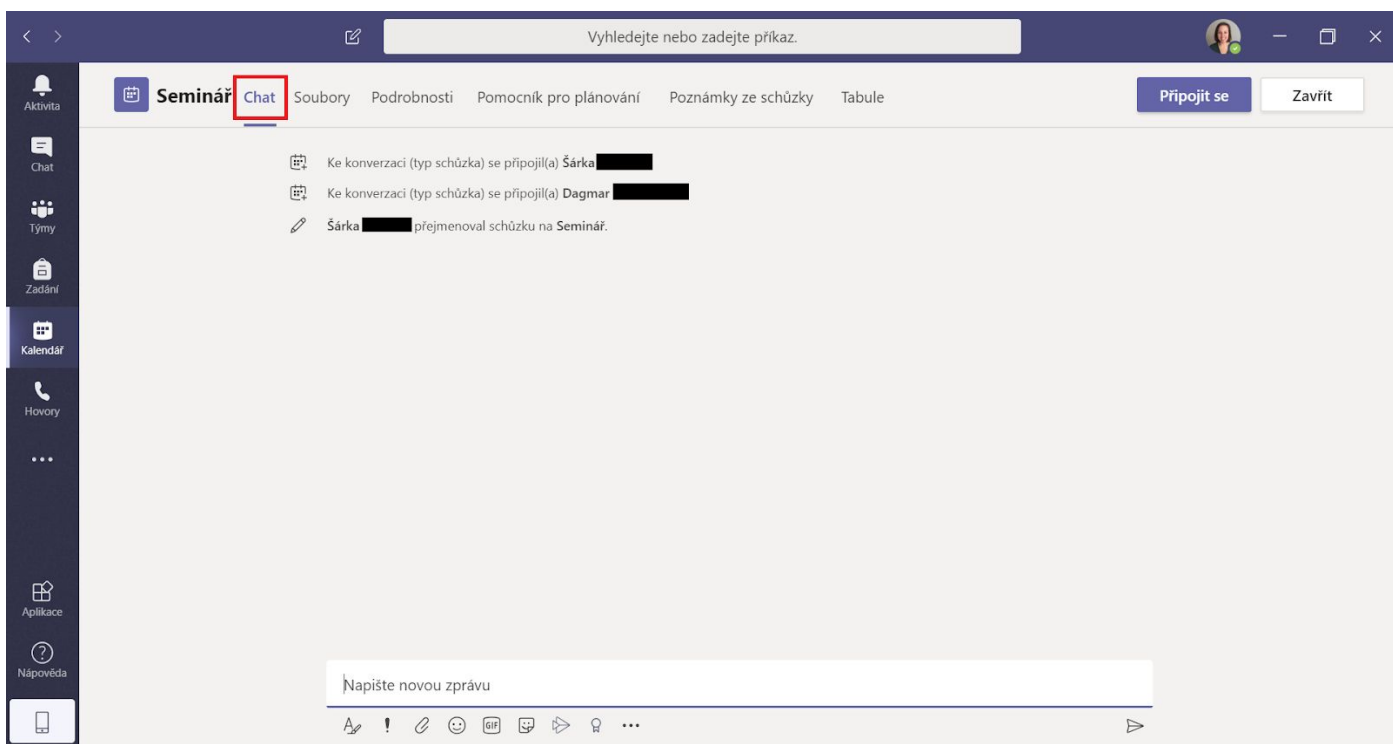 Vyhledejte nebo zadejte příkaz.
Aktivita
Chat
Týmy
Zadání
Kalendář
Hovory
Aplikace
Nápověda
Seminář Chat Soubory Podrobnosti Pomocník pro plánování Poznámky ze schůzky Tabule Připojit se Zavřít
Ke konverzaci (typ schůzka) se připojil(a) Šárka
Ke konverzaci (typ schůzka) se připojil(a) Dagmar
Šárka přejmenoval schůzku na Seminář.
Napište novou zprávu
GIF